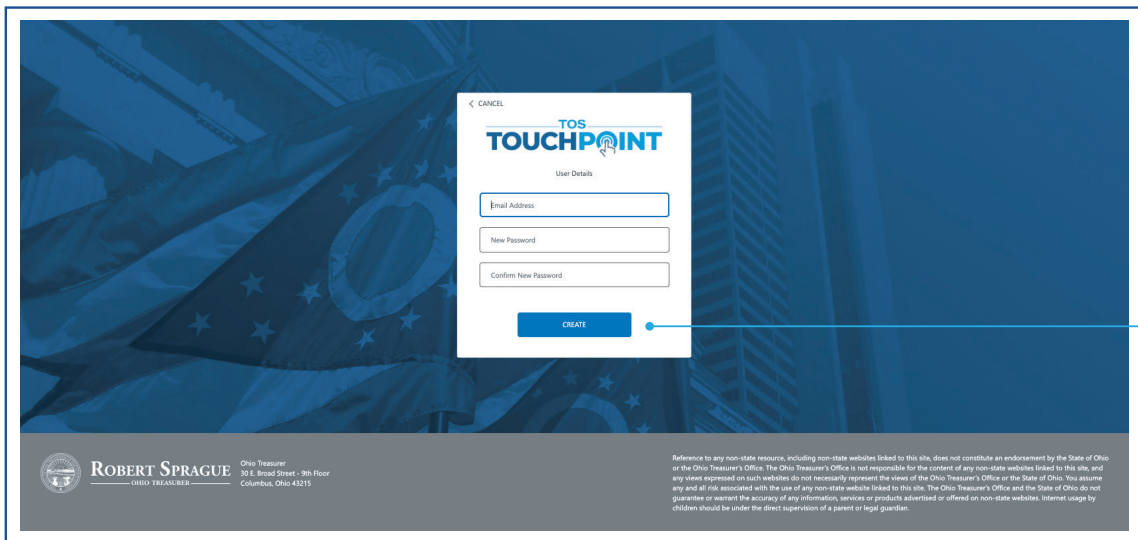 CANCEL
TOS
TOUCHPOINT
User Details
Email Address
New Password
Confirm New Password
CREATE
ROBERT SPRAGUE
OHIO TREASURER
Ohio Treasurer
30 E. Broad Street - 9th Floor
Columbus, Ohio 43215
Reference to any non-state resource, including non-state websites linked to this site, does not constitute an endorsement by the State of Ohio
or the Ohio Treasurer's Office. The Ohio Treasurer's Office is not responsible for the content of any non-state websites linked to this site, and
any views expressed on such websites do not necessarily represent the views of the Ohio Treasurer's Office or the State of Ohio. You assume
any and all risk associated with the use of any non-state website linked to this site. The Ohio Treasurer's Office and the State of Ohio do not
guarantee or warrant the accuracy of any information, services or products advertised or offered on non-state websites. Internet usage by
children should be under the direct supervision of a parent or legal guardian.